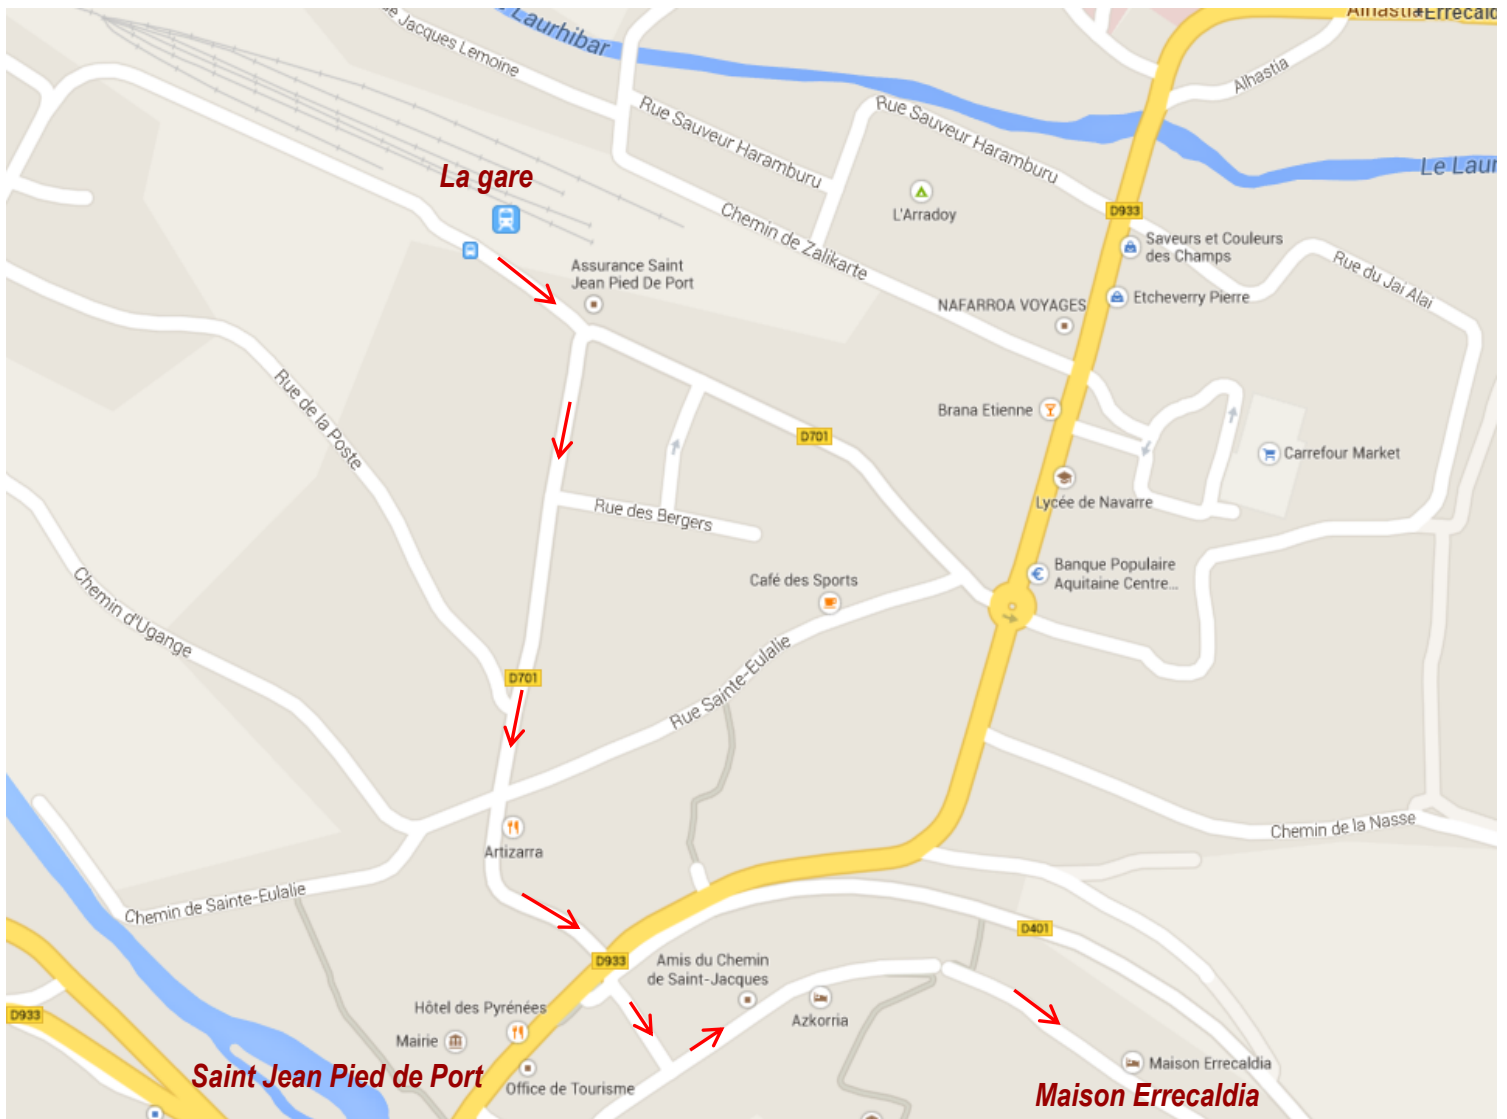 Laurhibar
Alhastia
Errecald
Jacques Lemoine
Alhastia
Rue Sauveur Haramburu
Rue Sauveur Haramburu
La gare
Le Laur
L'Arradoy
D933
Chemin de Zalikarte
Saveurs et Couleurs
des Champs
Rue du Jai Alai
Assurance Saint
Jean Pied De Port
NAFARROA VOYAGES
Etcheverry Pierre
Rue de la Poste
Brana Etienne
D701
Carrefour Market
Lycée de Navarre
Rue des Bergers
Café des Sports
Banque Populaire
Aquitaine Centre...
Chemin d'Ugange
D701
Rue Sainte-Eulalie
Artizarra
Chemin de la Nasse
Chemin de Sainte-Eulalie
D401
D933
Amis du Chemin
de Saint-Jacques
Hôtel des Pyrénées
D933
Azkorria
Mairie
Maison Errecaldia
Saint Jean Pied de Port
Office de Tourisme
Maison Errecaldia